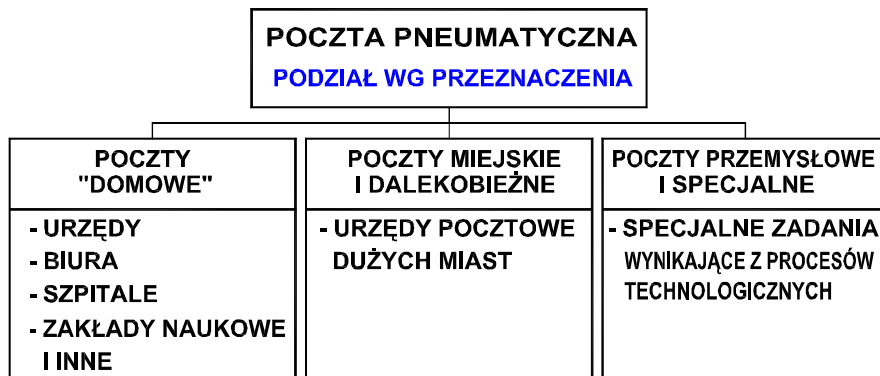 POCZTA PNEUMATYCZNA
PODZIAŁ WG PRZEZNACZENIA
POCZTY
"DOMOWE"
- URZĘDY
- BIURA
- SZPITALE
- ZAKŁADY NAUKOWE
I INNE
POCZTY MIEJSKIE
I DALEKOBIEŻNE
- URZĘDY POCZTOWE
DUŻYCH MIAST
POCZTY PRZEMYSŁOWE
I SPECJALNE
- SPECJALNE ZADANIA
WYNIKAJĄCE Z PROCESÓW
TECHNOLOGICZNYCH